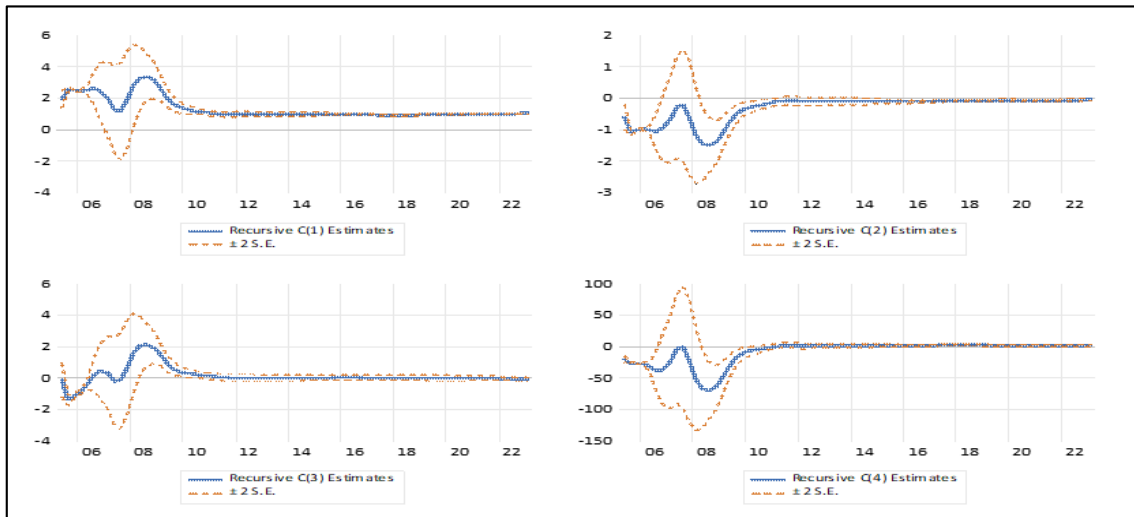 6
4
2
0
-2
-4
06 08 10 12 14 16 18 20 22
Recursive C(1) Estimates
± 2 S.E.
2
1
0
-1
-2
-3
06 08 10 12 14 16 18 20 22
Recursive C(2) Estimates
± 2 S.E.
6
4
2
0
-2
-4
06 08 10 12 14 16 18 20 22
Recursive C(3) Estimates
± 2 S.E.
100
50
0
-50
-100
-150
06 08 10 12 14 16 18 20 22
Recursive C(4) Estimates
± 2 S.E.